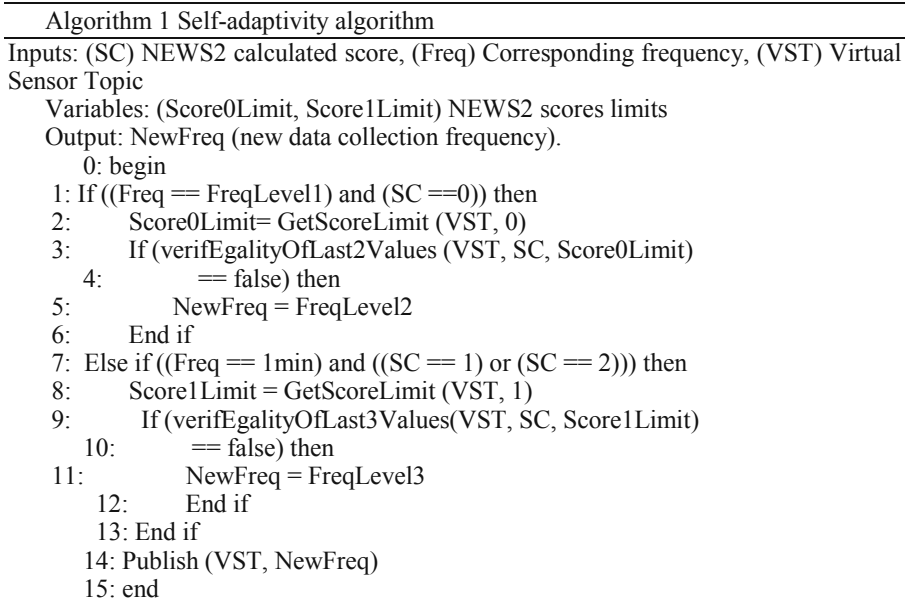 Algorithm 1 Self-adaptivity algorithm
Inputs: (SC) NEWS2 calculated score, (Freq) Corresponding frequency, (VST) Virtual
Sensor Topic
Variables: (Score0Limit, Score1Limit) NEWS2 scores limits
Output: NewFreq (new data collection frequency).
0: begin
1: If ((Freq == FreqLevel1) and (SC ==0)) then
2: Score0Limit= GetScoreLimit (VST, 0)
3: If (verifEgalityOfLast2Values (VST, SC, Score0Limit)
4: == false) then
5: NewFreq = FreqLevel2
6: End if
7: Else if ((Freq == 1min) and ((SC == 1) or (SC == 2))) then
8: Score1Limit = GetScoreLimit (VST, 1)
9: If (verifEgalityOfLast3Values(VST, SC, Score1Limit)
10: == false) then
11: NewFreq = FreqLevel3
12: End if
13: End if
14: Publish (VST, NewFreq)
15: end